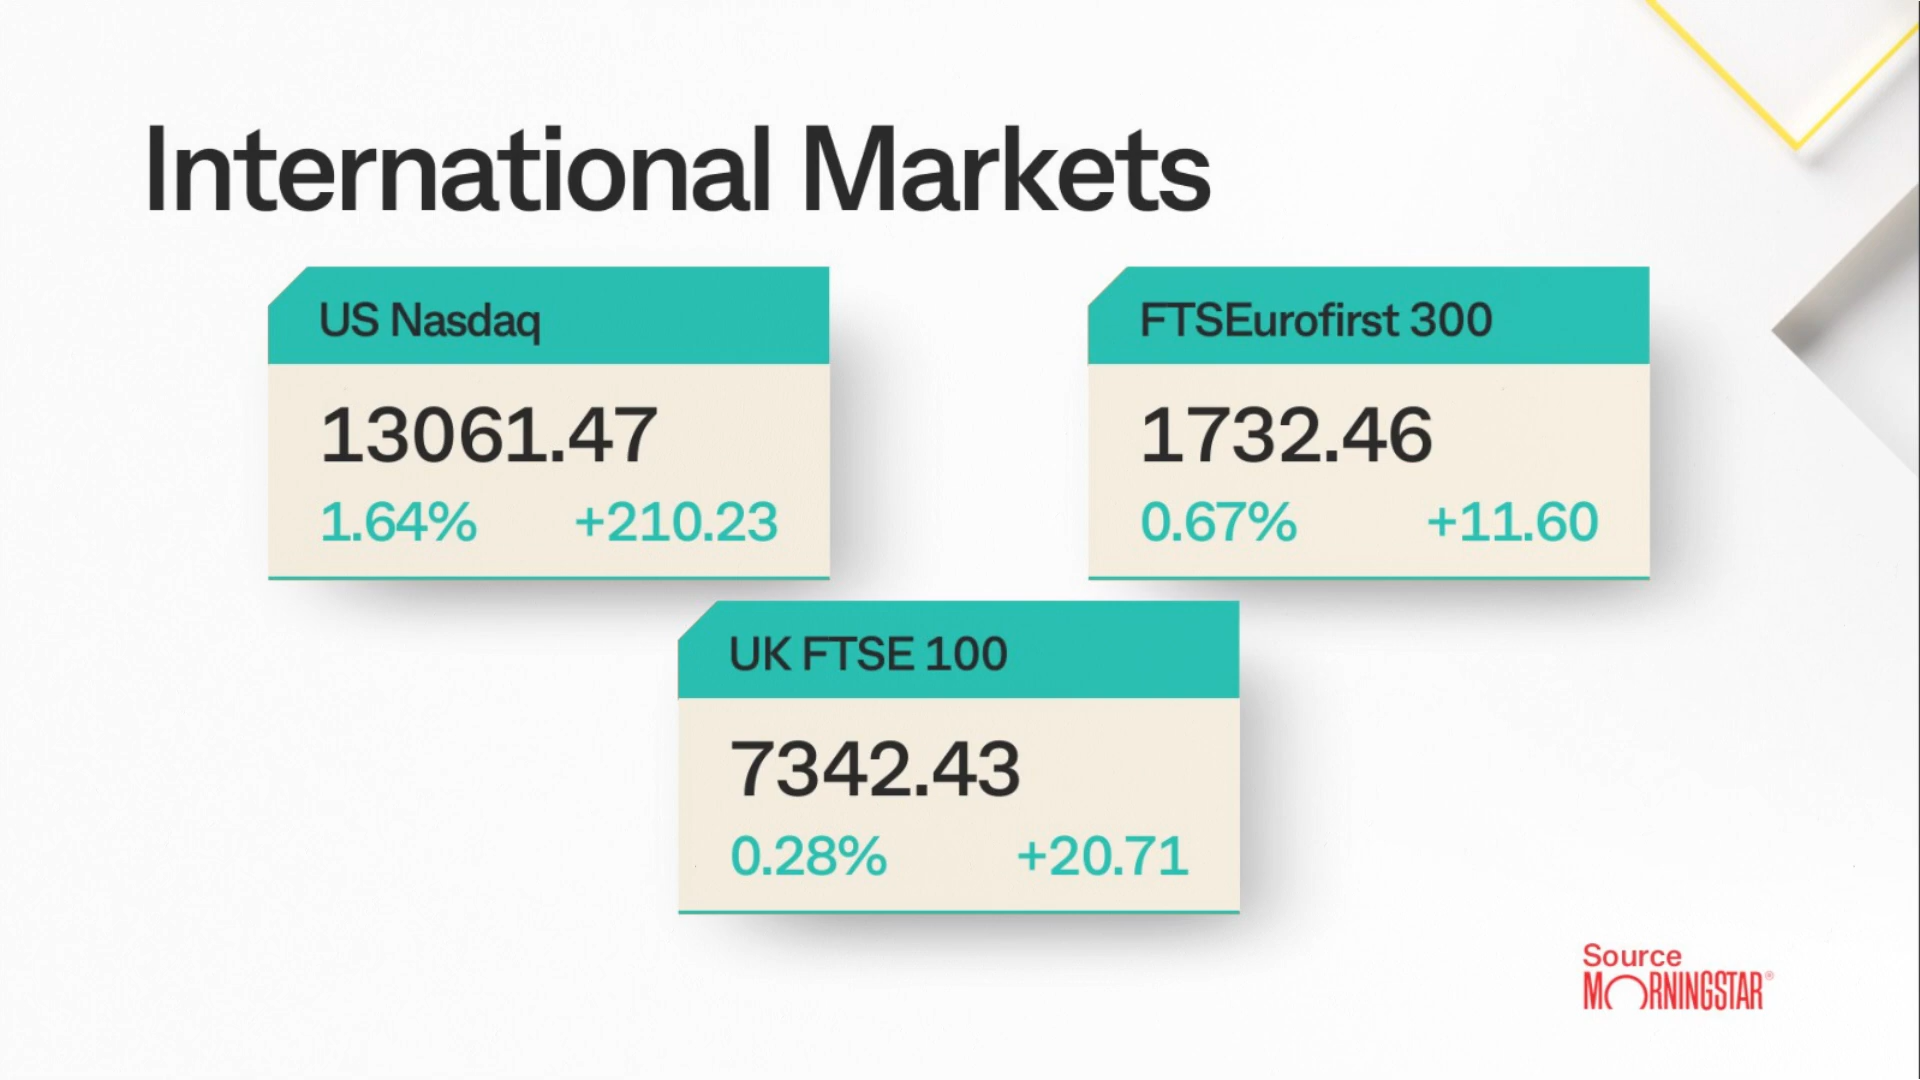 International Markets
US Nasdaq
13061.47
1.64% +210.23
FTSEurofirst 300
1732.46
0.67% +11.60
UK FTSE 100
7342.43
0.28% +20.71
Source
MORNINGSTAR®